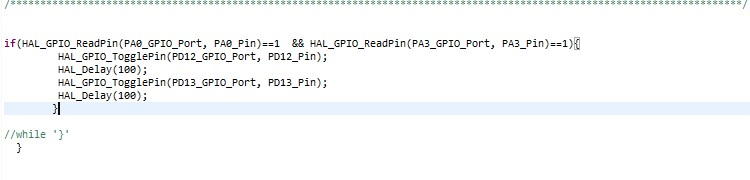 /****************************************************************************************************************************/
if(HAL_GPIO_ReadPin(PA0_GPIO_Port, PA0_Pin)==1  && HAL_GPIO_ReadPin(PA3_GPIO_Port, PA3_Pin)==1){
HAL_GPIO_TogglePin(PD12_GPIO_Port, PD12_Pin);
HAL_Delay(100);
HAL_GPIO_TogglePin(PD13_GPIO_Port, PD13_Pin);
HAL_Delay(100);
}
//while '}'
}